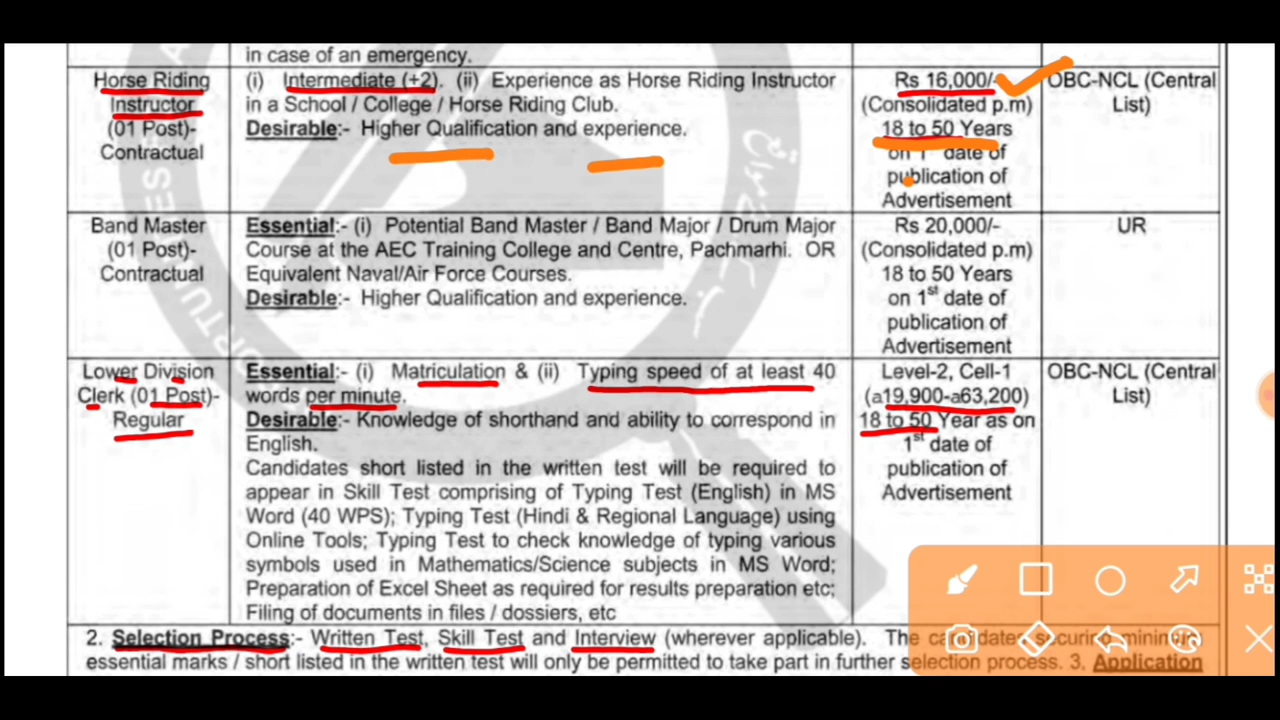 in case of an emergency.
Horse Riding
Instructor
(01 Post)-
Contractual
(i) Intermediate (+2). (ii) Experience as Horse Riding Instructor
in a School / College / Horse Riding Club.
Desirable:- Higher Qualification and experience.
Rs 16,000/-
(Consolidated p.m)
18 to 50 Years
on 1st date of
publication of
Advertisement
OBC-NCL (Central
List)
Band Master
(01 Post)-
Contractual
Essential:- (i) Potential Band Master / Band Major / Drum Major
Course at the AEC Training College and Centre, Pachmarhi. OR
Equivalent Naval/Air Force Courses.
Desirable:- Higher Qualification and experience.
Rs 20,000/-
(Consolidated p.m)
18 to 50 Years
on 1st date of
publication of
Advertisement
UR
Lower Division
Clerk (01 Post)-
Regular
Essential:- (i) Matriculation & (ii) Typing speed of at least 40
words per minute.
Desirable:- Knowledge of shorthand and ability to correspond in
English.
Candidates short listed in the written test will be required to
appear in Skill Test comprising of Typing Test (English) in MS
Word (40 WPS); Typing Test (Hindi & Regional Language) using
Online Tools; Typing Test to check knowledge of typing various
symbols used in Mathematics/Science subjects in MS Word;
Preparation of Excel Sheet as required for results preparation etc;
Filing of documents in files / dossiers, etc
Level-2, Cell-1
(a19,900-a63,200)
18 to 50 Year as on
1st date of
publication of
Advertisement
OBC-NCL (Central
List)
2. Selection Process:- Written Test, Skill Test and Interview (wherever applicable). The candidates securing minimum
essential marks / short listed in the written test will only be permitted to take part in further selection process. 3. Application